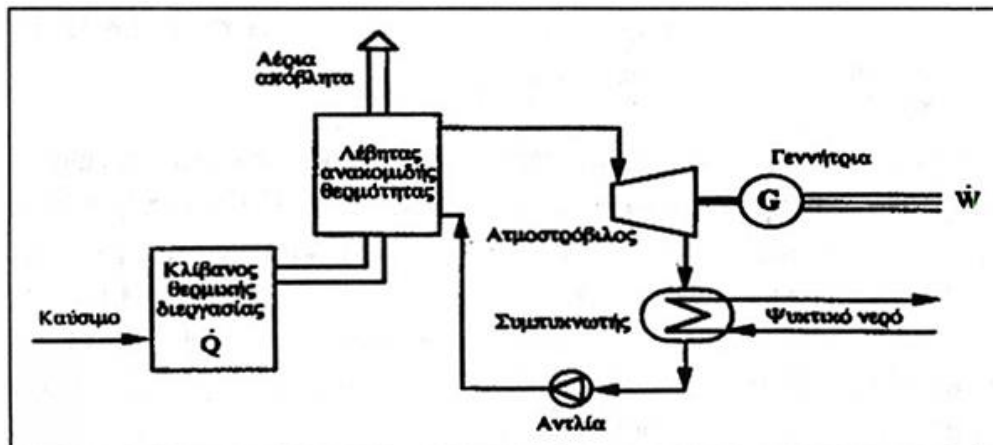 Αέρια
απόβλητα
Λέβητας
ανακομιδής
θερμότητας
Γεννήτρια
G
Ẇ
Ατμοστρόβιλος
Κλίβανος
θερμικής
διεργασίας
Q̇
Καύσιμο
Συμπυκνωτής
Ψυκτικό νερό
Αντλία